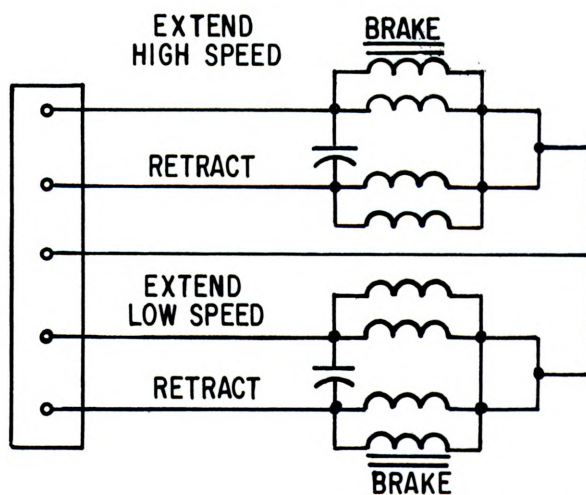 EXTEND
HIGH SPEED
BRAKE
RETRACT
EXTEND
LOW SPEED
RETRACT
BRAKE